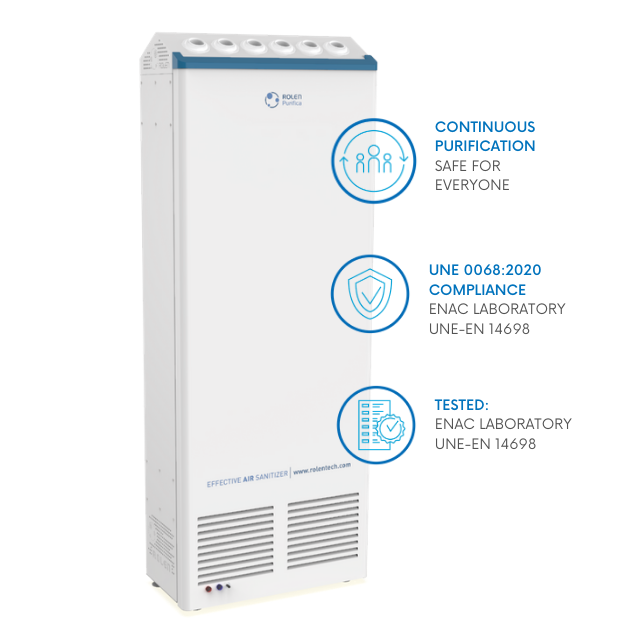 ROLEN
Purifica
CONTINUOUS
PURIFICATION
SAFE FOR
EVERYONE
UNE 0068:2020
COMPLIANCE
ENAC LABORATORY
UNE-EN 14698
TESTED:
ENAC LABORATORY
UNE-EN 14698
EFFECTIVE AIR SANITIZER | www.rolentech.com